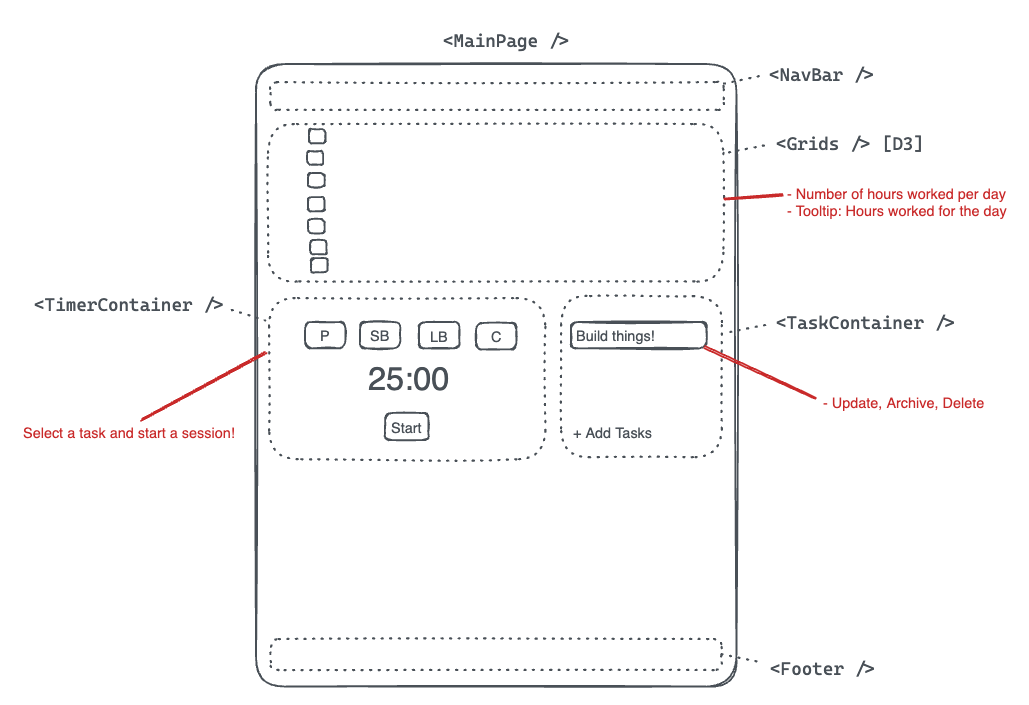 <MainPage />
<NavBar />
<Grids /> [D3]
- Number of hours worked per day
- Tooltip: Hours worked for the day
<TimerContainer />
<TaskContainer />
P
SB
LB
C
Build things!
25:00
- Update, Archive, Delete
Select a task and start a session!
Start
+ Add Tasks
<Footer />